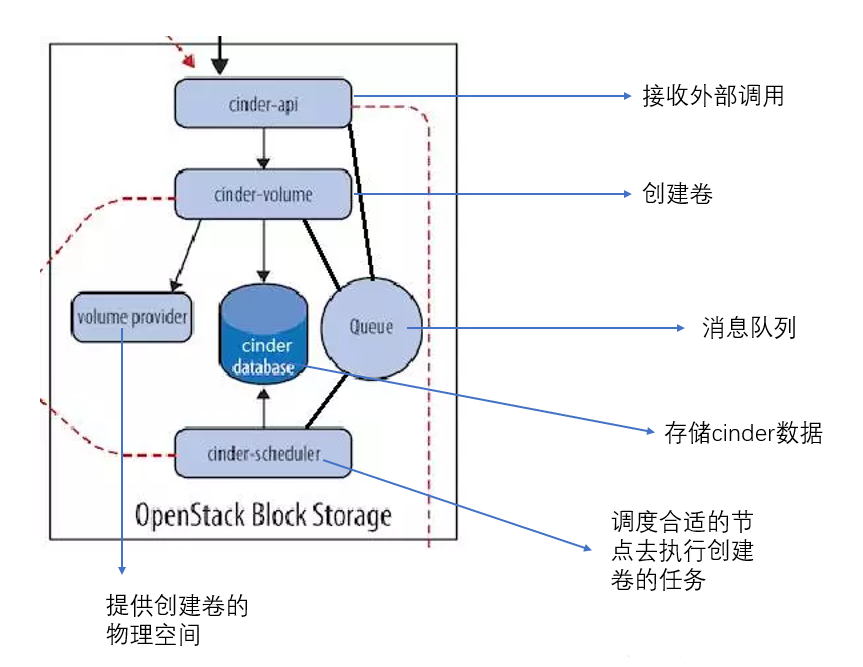 cinder-api
接收外部调用
cinder-volume
创建卷
volume provider
cinder
database
Queue
消息队列
存储cinder数据
cinder-scheduler
OpenStack Block Storage
调度合适的节
点去执行创建
卷的任务
提供创建卷的
物理空间